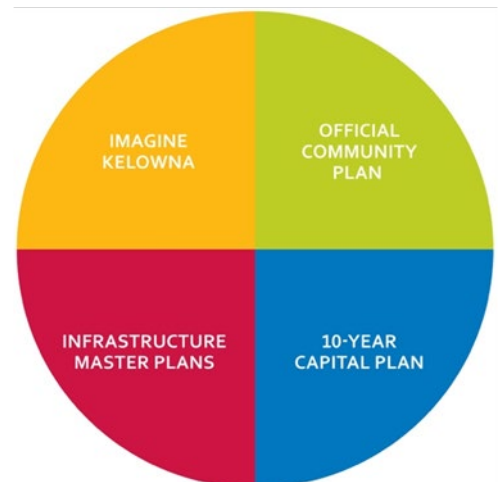 IMAGINE
KELOWNA
OFFICIAL
COMMUNITY
PLAN
INFRASTRUCTURE
MASTER PLANS
10-YEAR
CAPITAL PLAN